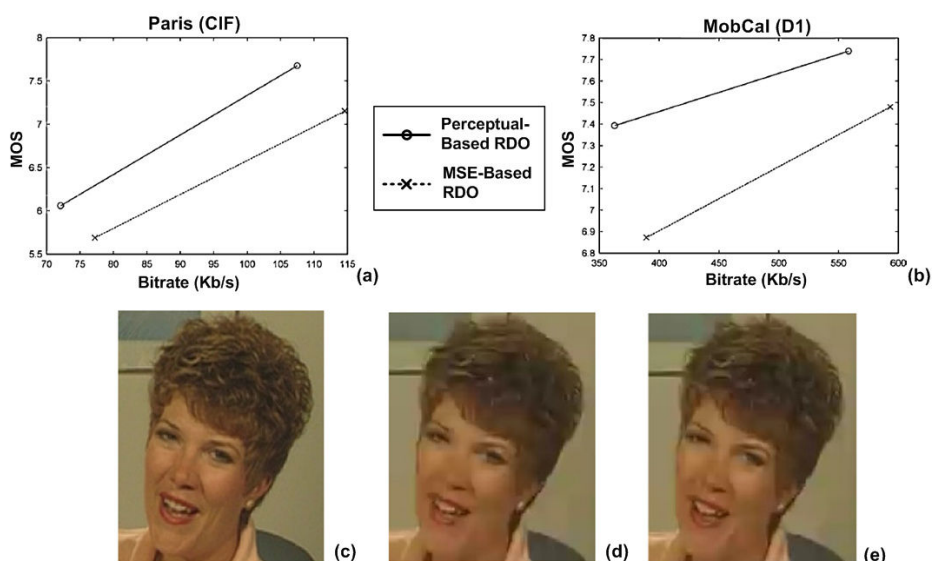 Paris (CIF)
8
7.5
7
6.5
6
5.5
MOS
70 75 80 85 90 95 100 105 110 115
Bitrate (Kb/s)
(a)
Perceptual-
Based RDO
MSE-Based
RDO
MobCal (D1)
7.8
7.7
7.6
7.5
7.4
7.3
7.2
7.1
7
6.9
6.8
MOS
350 400 450 500 550 600
Bitrate (Kb/s)
(b)
(c)
(d)
(e)